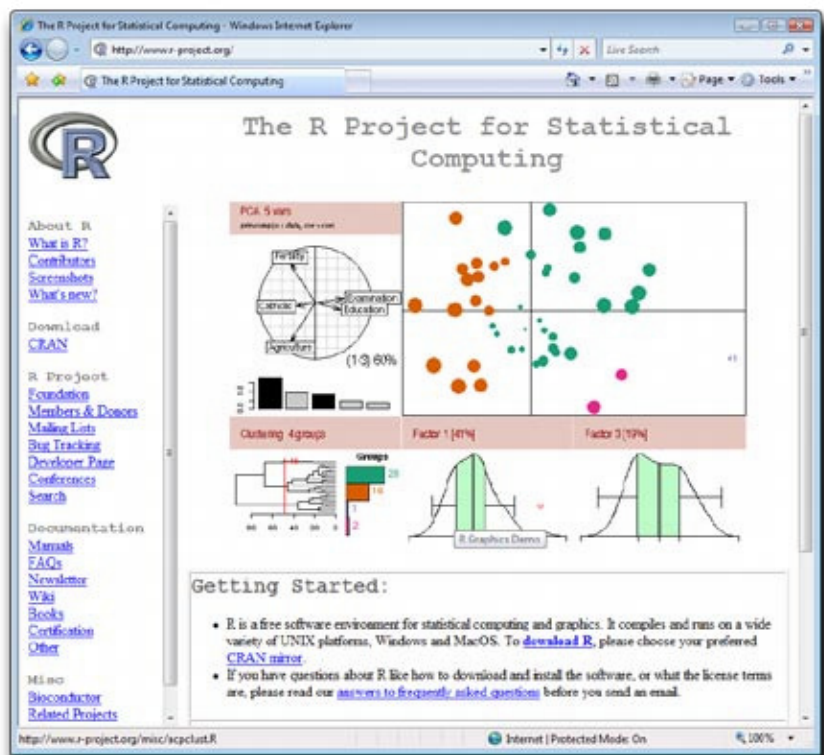 The R Project for Statistical Computing - Windows Internet Explorer
http://www.r-project.org/
Live Search
The R Project for Statistical Computing
Page
Tools
R
The R Project for Statistical
Computing
About R
What is R?
Contributors
Screenshots
What's new?
Download
CRAN
R Project
Foundation
Members & Donors
Mailing Lists
Bug Tracking
Developer Page
Conferences
Search
Documentation
Manuals
FAQs
Newsletter
Wiki
Books
Certification
Other
Misc
Bioconductor
Related Projects
PCA 5 vars
Fertility
Catholic
Examination
Education
Agriculture
(1-3) 60%
Clustering 4 groups
Factor 1 [41%]
Factor 3 [19%]
Groups
28
16
1
2
80 60 40 20 0
R Graphics Demo
Getting Started:
R is a free software environment for statistical computing and graphics. It compiles and runs on a wide
variety of UNIX platforms, Windows and MacOS. To download R, please choose your preferred
CRAN mirror.
If you have questions about R like how to download and install the software, or what the license terms
are, please read our answers to frequently asked questions before you send an email.
http://www.r-project.org/misc/acpclust.R
Internet | Protected Mode: On
100%